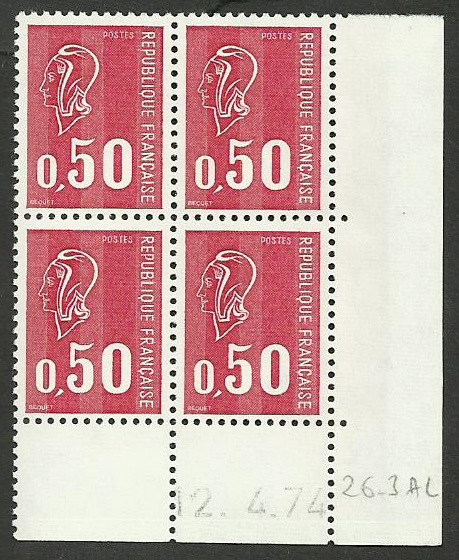 POSTES
REPUBLIQUE FRANÇAISE
0,50
BEQUET
POSTES
REPUBLIQUE FRANÇAISE
0,50
BEQUET
POSTES
REPUBLIQUE FRANÇAISE
0,50
BEQUET
POSTES
REPUBLIQUE FRANÇAISE
0,50
BEQUET
12.4.74
26-3AL